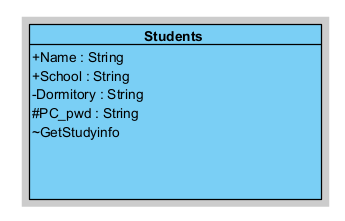 Students
+Name : String
+School : String
-Dormitory : String
#PC_pwd : String
~GetStudyinfo